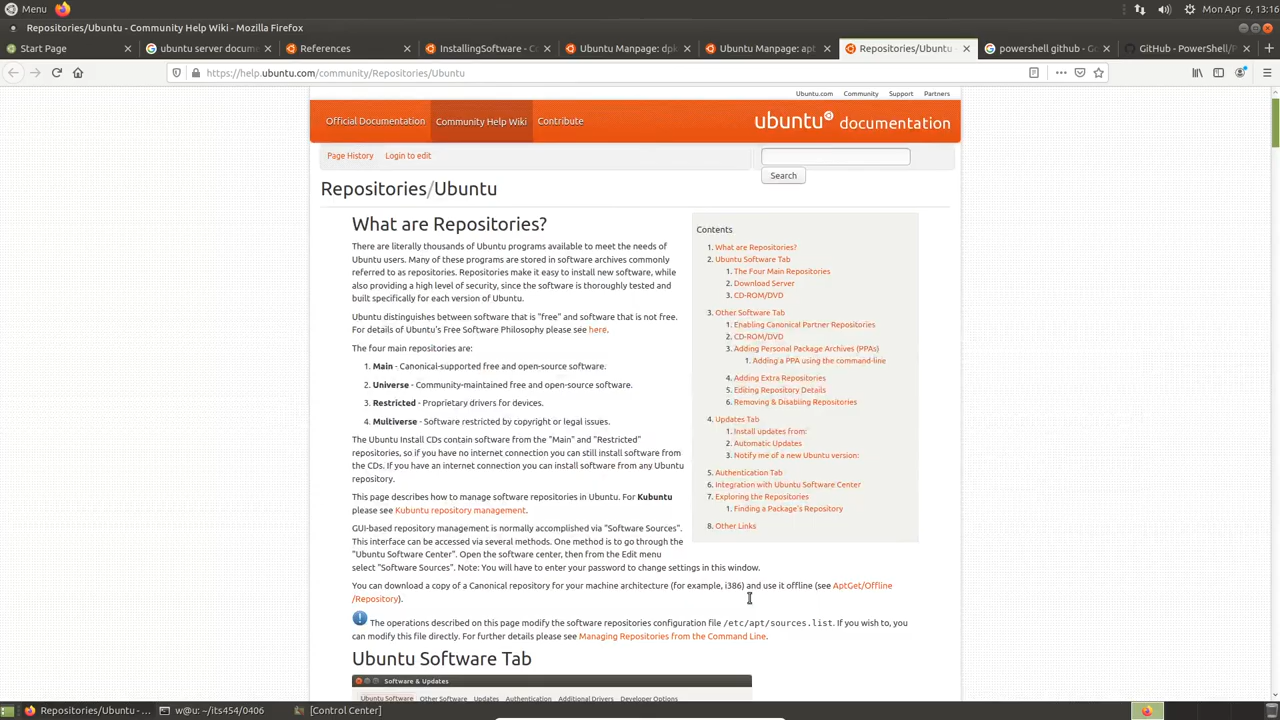 Menu
Mon Apr 6, 13:16
Repositories/Ubuntu - Community Help Wiki - Mozilla Firefox
Start Page
ubuntu server docum
References
InstallingSoftware - Co
Ubuntu Manpage: dpk
Ubuntu Manpage: apt
Repositories/Ubuntu -
powershell github - Go
GitHub - PowerShell/P
https://help.ubuntu.com/community/Repositories/Ubuntu
Ubuntu.com Community Support Partners
Official Documentation Community Help Wiki Contribute
ubuntu documentation
Page History Login to edit
Search
Repositories/Ubuntu
What are Repositories?
There are literally thousands of Ubuntu programs available to meet the needs of
Ubuntu users. Many of these programs are stored in software archives commonly
referred to as repositories. Repositories make it easy to install new software, while
also providing a high level of security, since the software is thoroughly tested and
built specifically for each version of Ubuntu.
Ubuntu distinguishes between software that is "free" and software that is not free.
For details of Ubuntu's Free Software Philosophy please see here.
The four main repositories are:
1. Main - Canonical-supported free and open-source software.
2. Universe - Community-maintained free and open-source software.
3. Restricted - Proprietary drivers for devices.
4. Multiverse - Software restricted by copyright or legal issues.
The Ubuntu Install CDs contain software from the "Main" and "Restricted"
repositories, so if you have no internet connection you can still install software from
the CDs. If you have an internet connection you can install software from any Ubuntu
repository.
This page describes how to manage software repositories in Ubuntu. For Kubuntu
please see Kubuntu repository management.
GUI-based repository management is normally accomplished via "Software Sources".
This interface can be accessed via several methods. One method is to go through the
"Ubuntu Software Center". Open the software center, then from the Edit menu
select "Software Sources". Note: You will have to enter your password to change settings in this window.
You can download a copy of a Canonical repository for your machine architecture (for example, i386) and use it offline (see AptGet/Offline
/Repository).
The operations described on this page modify the software repositories configuration file /etc/apt/sources.list. If you wish to, you
can modify this file directly. For further details please see Managing Repositories from the Command Line.
Contents
1. What are Repositories?
2. Ubuntu Software Tab
1. The Four Main Repositories
2. Download Server
3. CD-ROM/DVD
3. Other Software Tab
1. Enabling Canonical Partner Repositories
2. CD-ROM/DVD
3. Adding Personal Package Archives (PPAs)
1. Adding a PPA using the command-line
4. Adding Extra Repositories
5. Editing Repository Details
6. Removing & Disabling Repositories
4. Updates Tab
1. Install updates from:
2. Automatic Updates
3. Notify me of a new Ubuntu version:
5. Authentication Tab
6. Integration with Ubuntu Software Center
7. Exploring the Repositories
1. Finding a Package's Repository
8. Other Links
Ubuntu Software Tab
Software & Updates
Ubuntu Software Other Software Updates Authentication Additional Drivers Developer Options
Repositories/Ubuntu -...
w@u: ~/its454/0406
[Control Center]